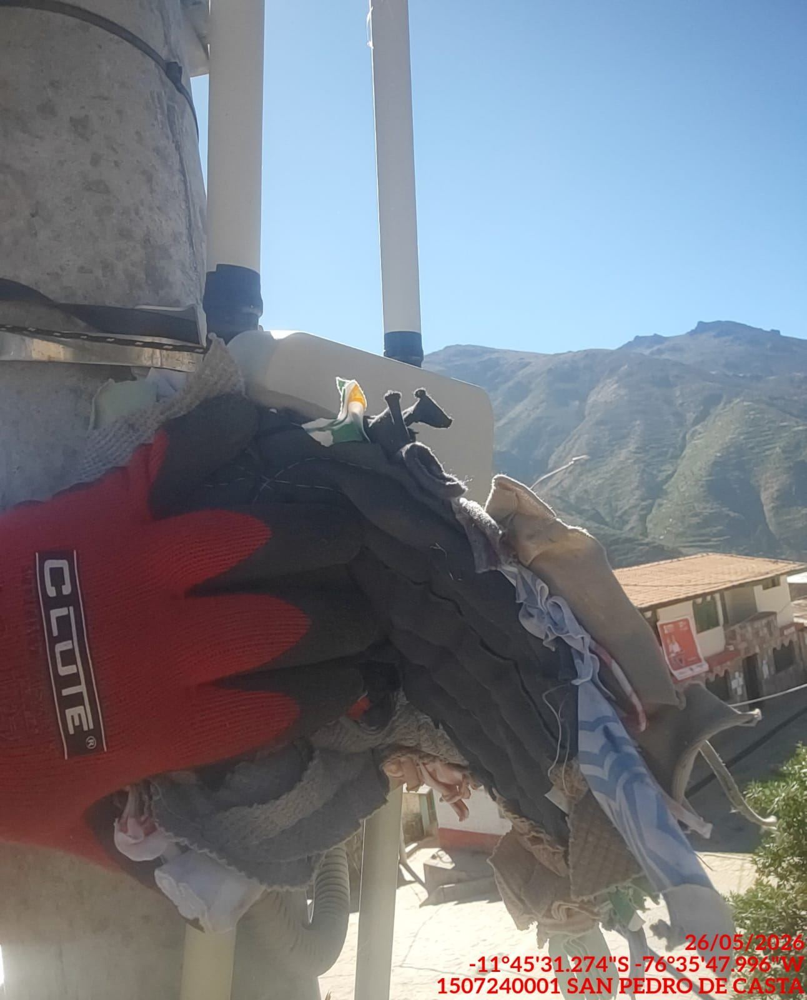 CLUTE®
26/05/2026
-11°45'31.274"S -76°35'47.996"W
1507240001 SAN PEDRO DE CASTA